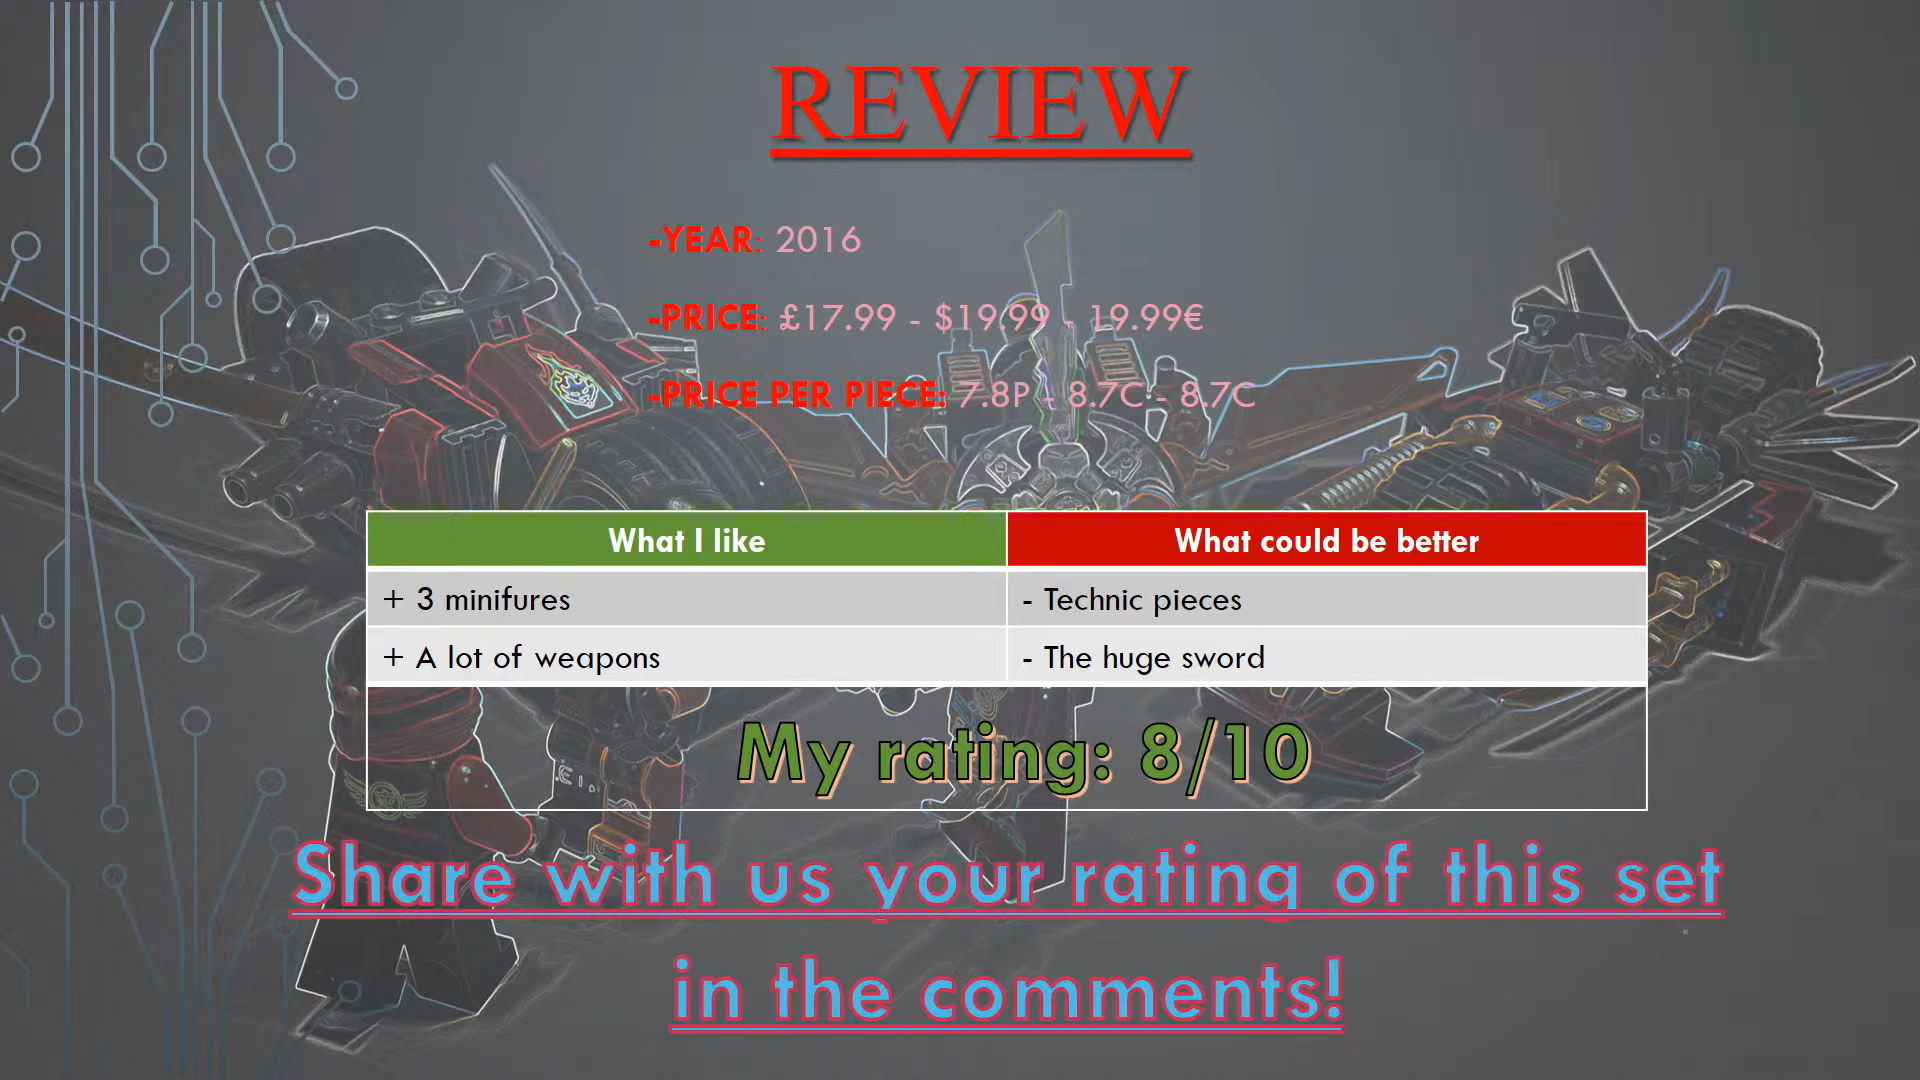 REVIEW
-YEAR: 2016
-PRICE: £17.99 - $19.99 - 19.99€
-PRICE PER PIECE: 7.8P - 8.7C - 8.7C
What I like
What could be better
+ 3 minifures
- Technic pieces
+ A lot of weapons
- The huge sword
My rating: 8/10
Share with us your rating of this set
in the comments!